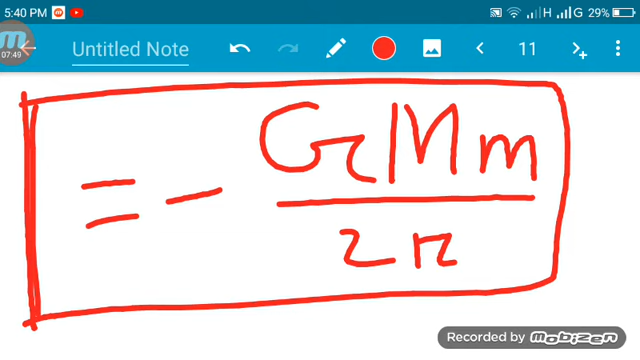 5:40 PM H G 29%
07:49 Untitled Note 11
= - GMm
2r
Recorded by mobizen